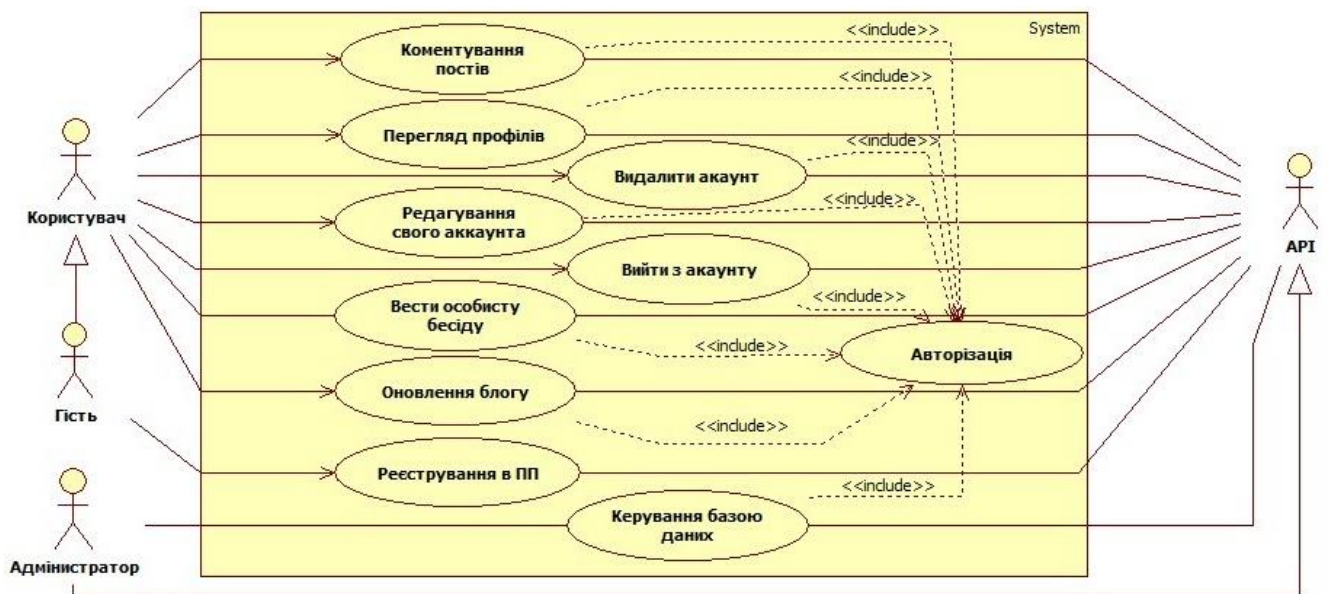 System
<<include>>
Коментування
постів
<<include>>
Перегляд профілів
<<include>>
Видалити акаунт
Користувач
<<include>>
Редагування
свого аккаунта
АРІ
Вийти з акаунту
<<include>>
Вести особисту
бесіду
<<include>>
Авторізація
Оновлення блогу
Гість
<<include>>
Реєстрування в ПП
<<include>>
Керування базою
даних
Адміністратор